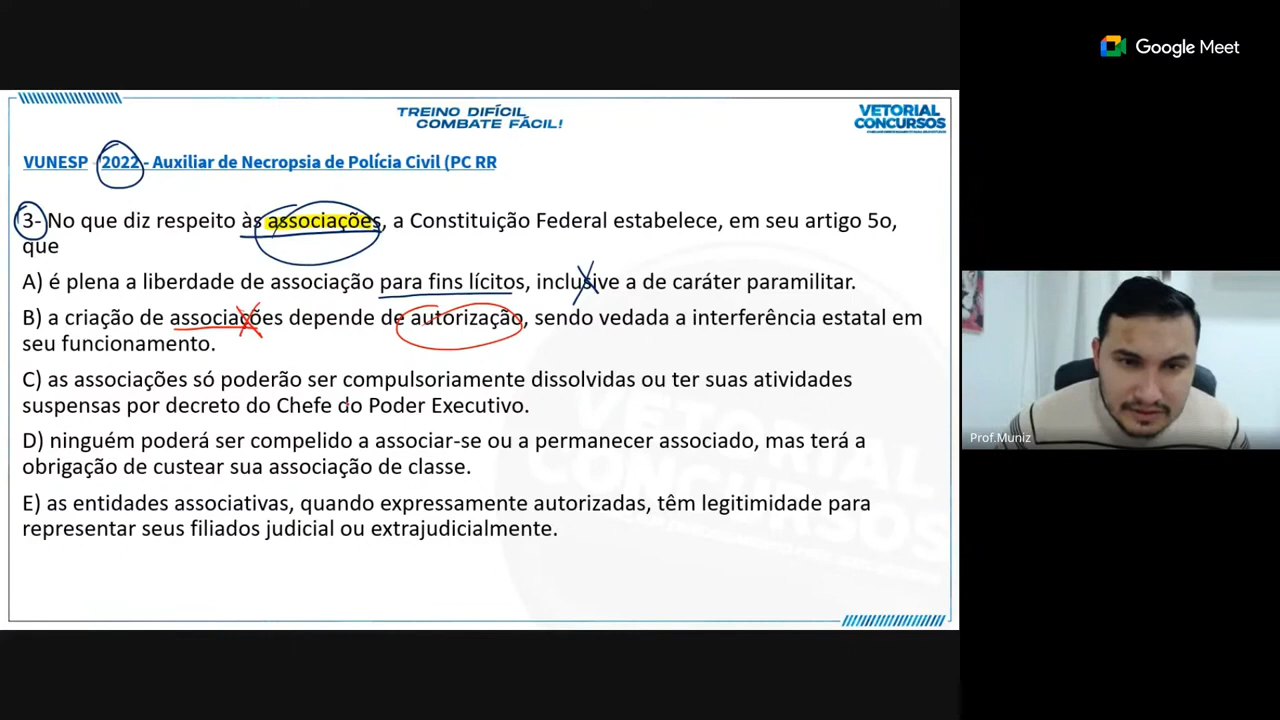 Google Meet
TREINO DIFÍCIL
COMBATE FÁCIL!
VETORIAL
CONCURSOS
VUNESP - 2022 - Auxiliar de Necropsia de Polícia Civil (PC RR
3- No que diz respeito às associações, a Constituição Federal estabelece, em seu artigo 5o,
que
A) é plena a liberdade de associação para fins lícitos, inclusive a de caráter paramilitar.
B) a criação de associações depende de autorização, sendo vedada a interferência estatal em
seu funcionamento.
C) as associações só poderão ser compulsoriamente dissolvidas ou ter suas atividades
suspensas por decreto do Chefe do Poder Executivo.
D) ninguém poderá ser compelido a associar-se ou a permanecer associado, mas terá a
obrigação de custear sua associação de classe.
E) as entidades associativas, quando expressamente autorizadas, têm legitimidade para
representar seus filiados judicial ou extrajudicialmente.
VETORIAL
CONCURSOS
Prof.Muniz